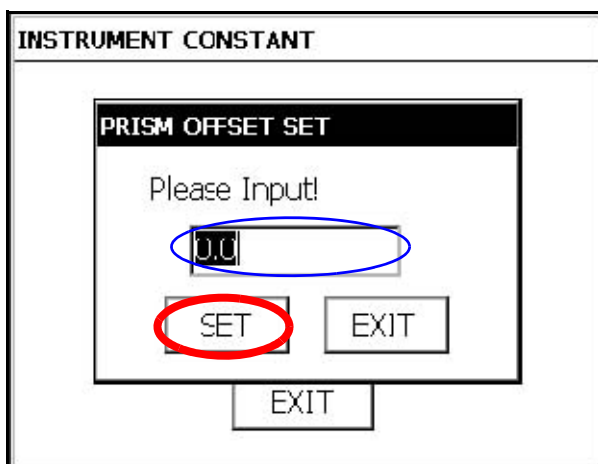 INSTRUMENT CONSTANT
PRISM OFFSET SET
Please Input!
0.0
SET EXIT
EXIT